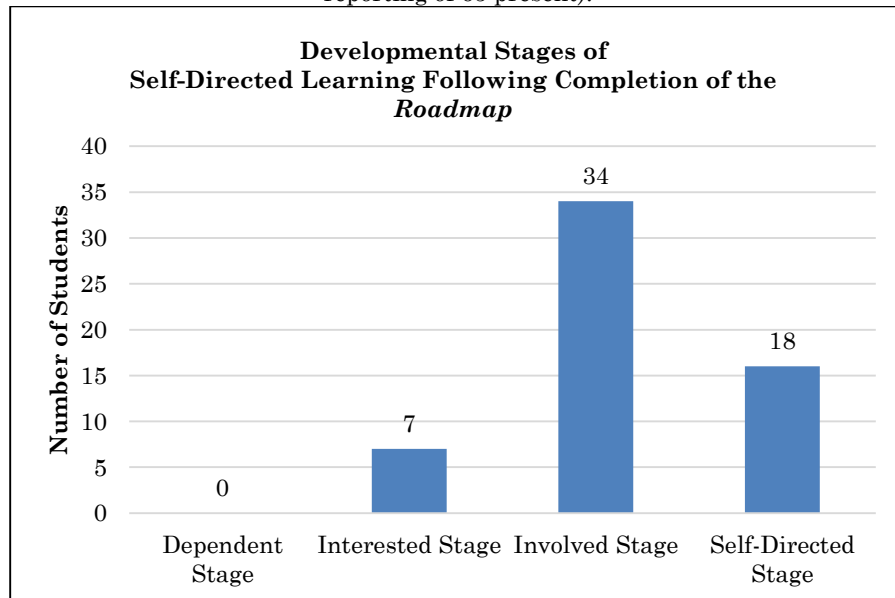 Developmental Stages of
Self-Directed Learning Following Completion of the
Roadmap
40
35
30
25
20
15
10
5
0
Number of Students
0
7
34
18
Dependent Stage
Interested Stage
Involved Stage
Self-Directed Stage